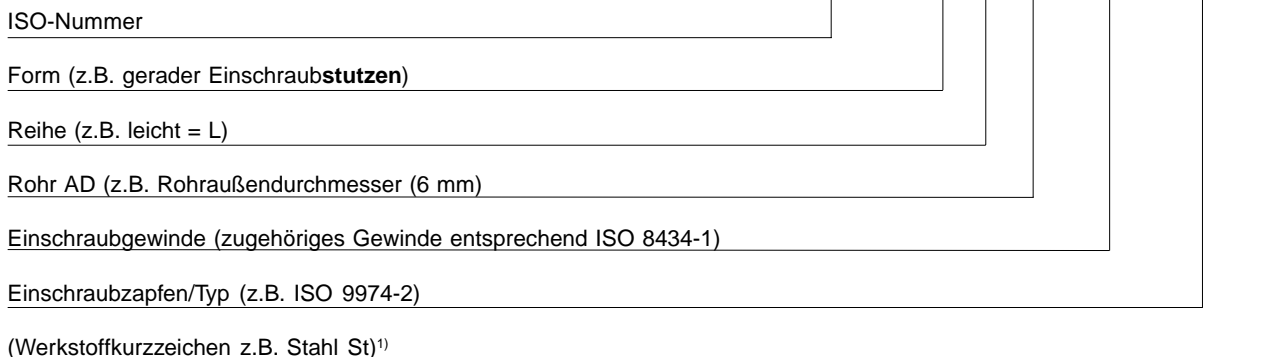 ISO-Nummer
Form (z.B. gerader Einschraubstutzen)
Reihe (z.B. leicht = L)
Rohr AD (z.B. Rohraußendurchmesser (6 mm)
Einschraubgewinde (zugehöriges Gewinde entsprechend ISO 8434-1)
Einschraubzapfen/Typ (z.B. ISO 9974-2)
(Werkstoffkurzzeichen z.B. Stahl St)¹⁾